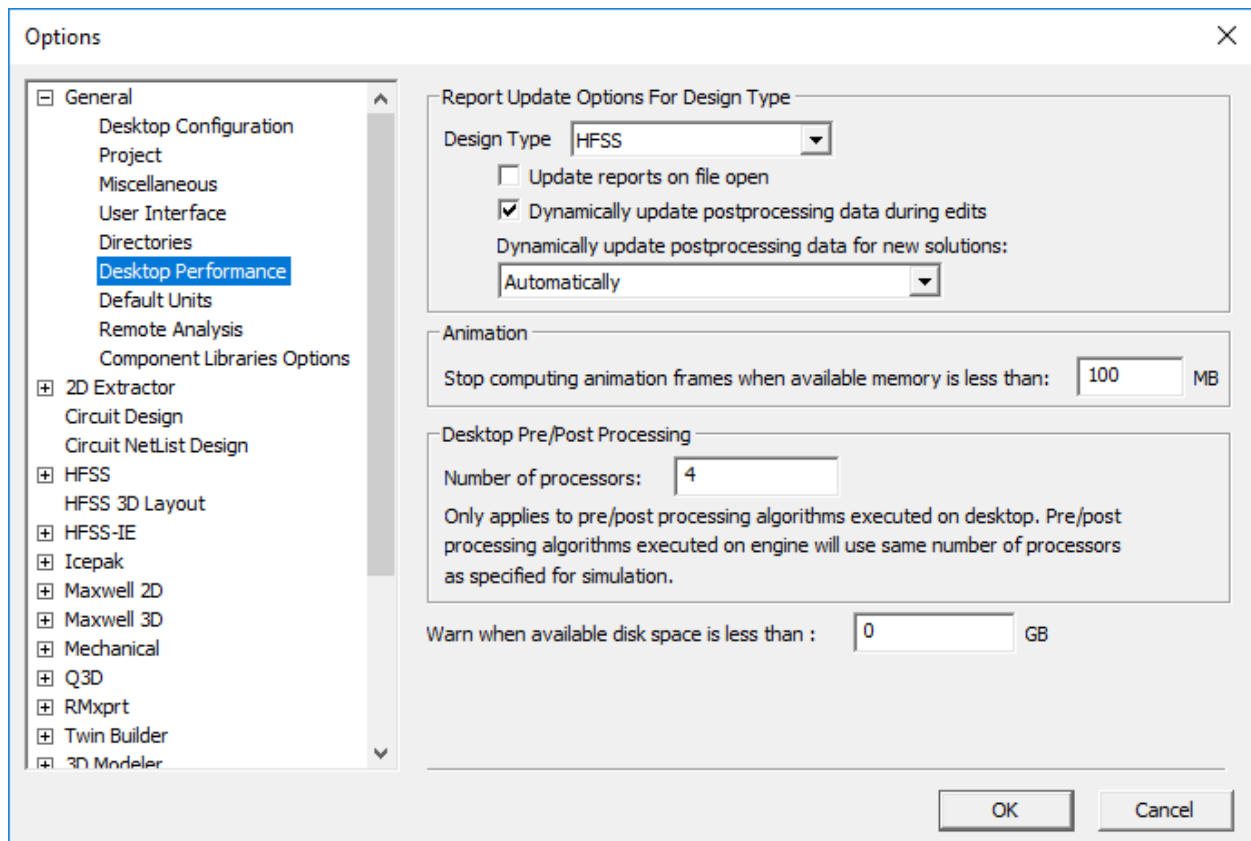 Options
General
Desktop Configuration
Project
Miscellaneous
User Interface
Directories
Desktop Performance
Default Units
Remote Analysis
Component Libraries Options
2D Extractor
Circuit Design
Circuit NetList Design
HFSS
HFSS 3D Layout
HFSS-IE
Icepak
Maxwell 2D
Maxwell 3D
Mechanical
Q3D
RMxprt
Twin Builder
3D Modeler
Report Update Options For Design Type
Design Type HFSS
Update reports on file open
Dynamically update postprocessing data during edits
Dynamically update postprocessing data for new solutions:
Automatically
Animation
Stop computing animation frames when available memory is less than: 100 MB
Desktop Pre/Post Processing
Number of processors: 4
Only applies to pre/post processing algorithms executed on desktop. Pre/post
processing algorithms executed on engine will use same number of processors
as specified for simulation.
Warn when available disk space is less than : 0 GB
OK Cancel